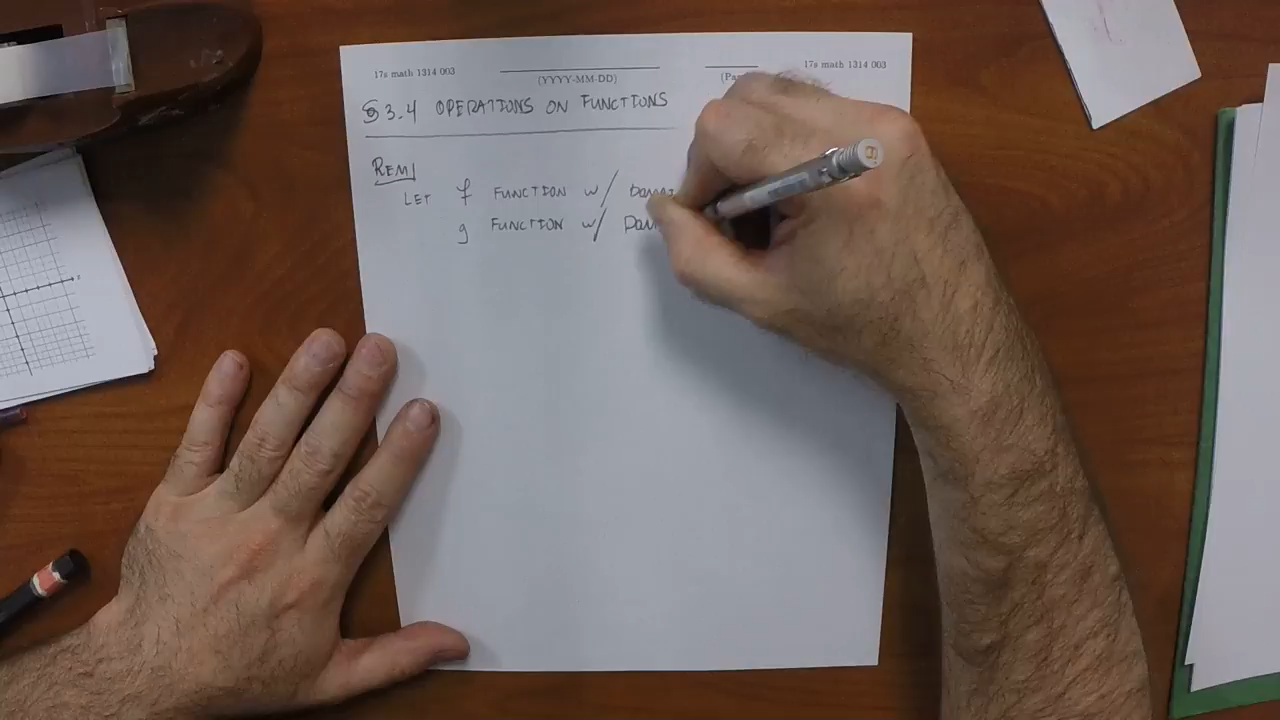 17s math 1314 003 (YYYY-MM-DD) 17s math 1314 003
§3.4 OPERATIONS ON FUNCTIONS
REM
LET f FUNCTION w/
g FUNCTION w/